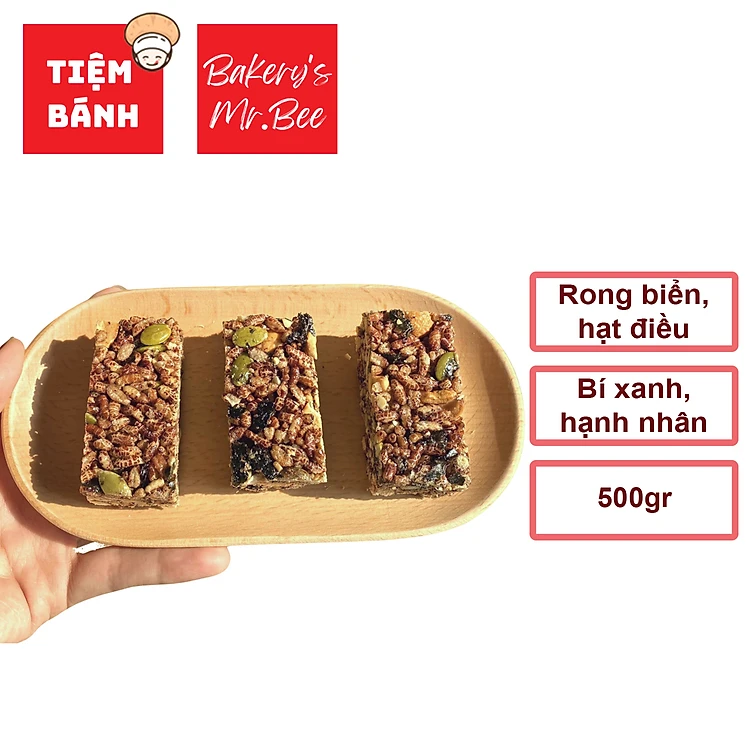 TIỆM
BÁNH
Bakery's
Mr.Bee
Rong biển,
hạt điều
Bí xanh,
hạnh nhân
500gr